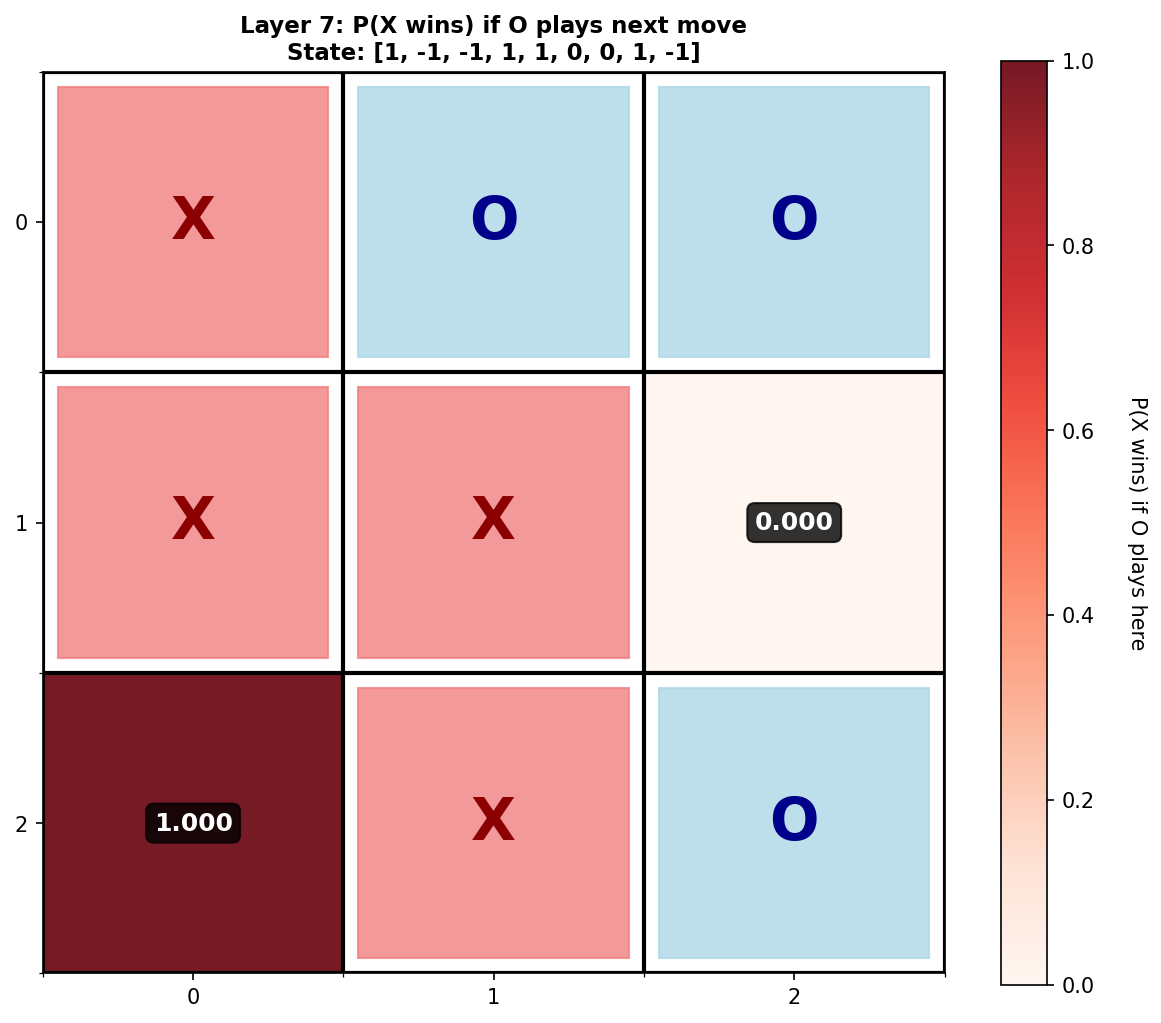 Layer 7: P(X wins) if O plays next move
State: [1, -1, -1, 1, 1, 0, 0, 1, -1]
0
X
O
O
1
X
X
0.000
2
1.000
X
O
0
1
2
1.0
0.8
0.6
0.4
0.2
0.0
P(X wins) if O plays here